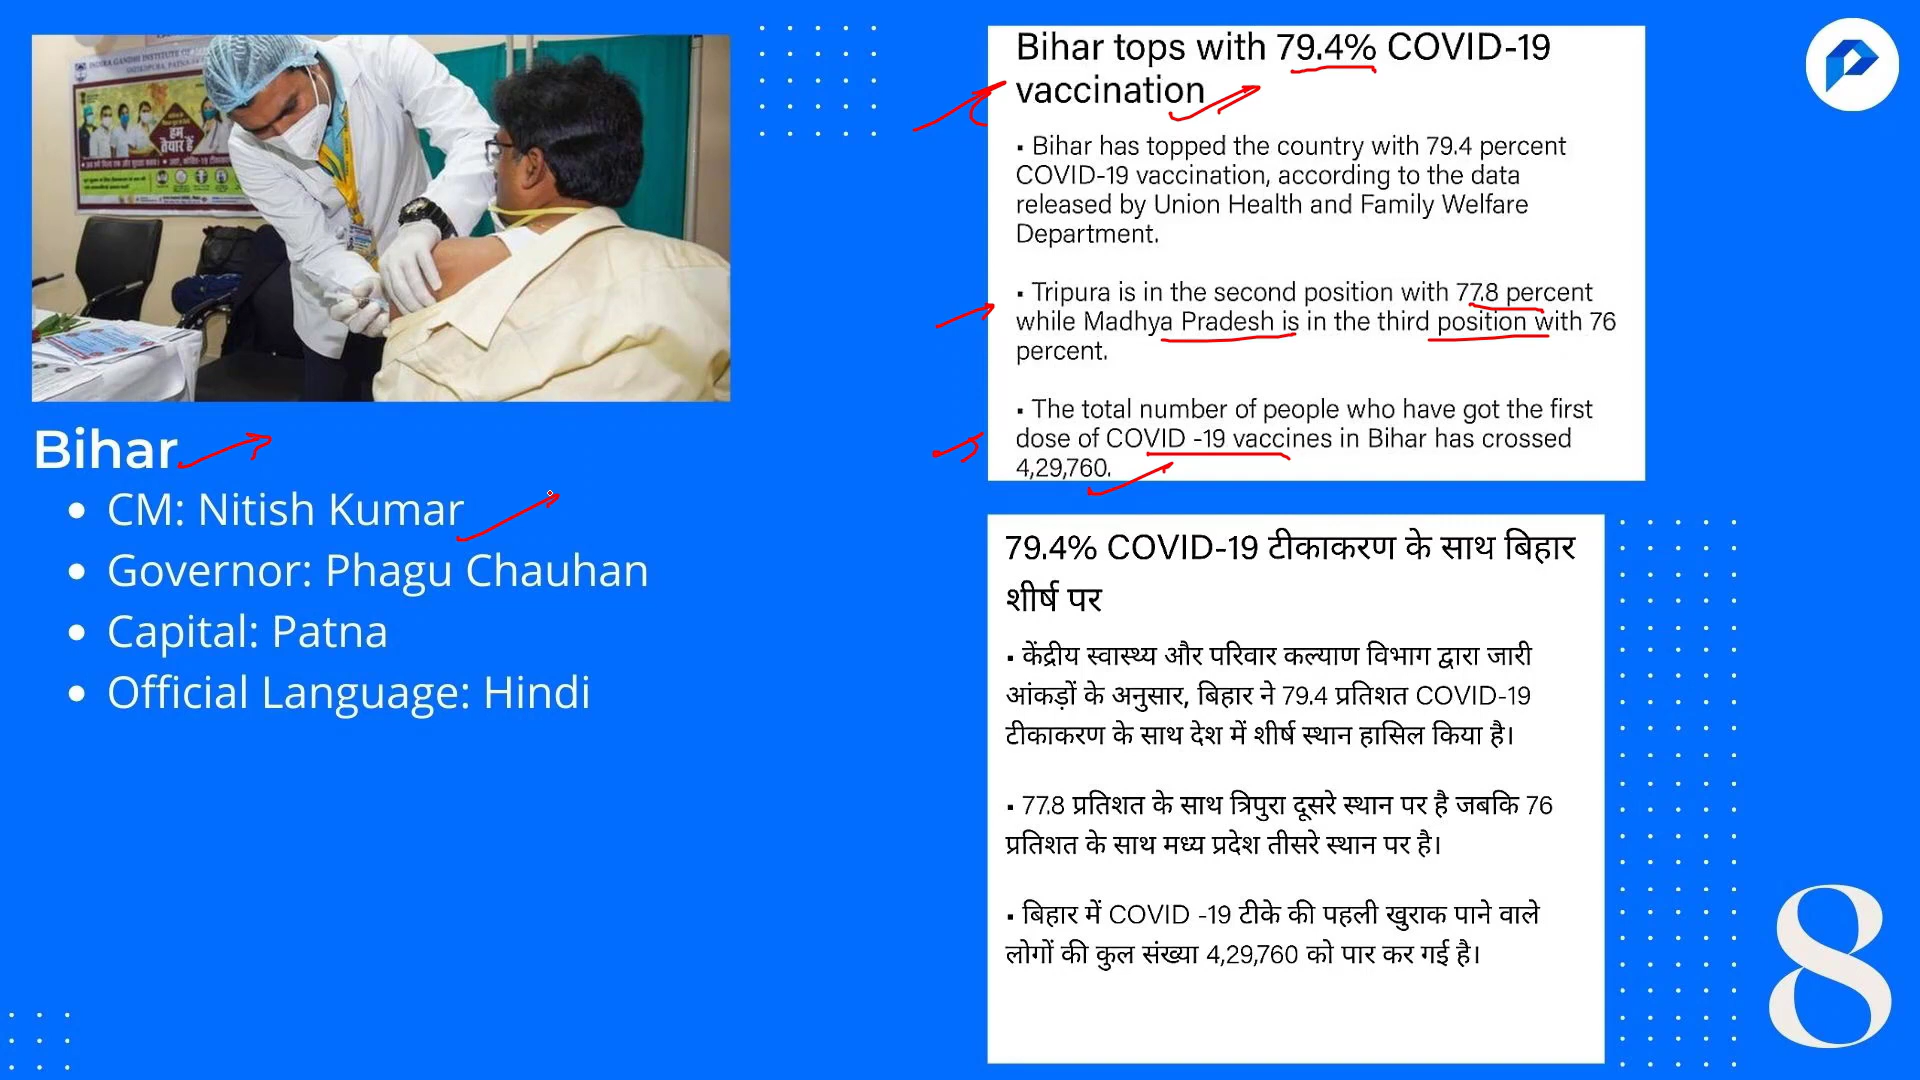 INDIRA GANDHI INSTITUTE OF
SHEIKHPURA, PATNA
हम
तैयार हैं
Bihar
• CM: Nitish Kumar
• Governor: Phagu Chauhan
• Capital: Patna
• Official Language: Hindi
Bihar tops with 79.4% COVID-19
vaccination
▪ Bihar has topped the country with 79.4 percent
COVID-19 vaccination, according to the data
released by Union Health and Family Welfare
Department.
▪ Tripura is in the second position with 77.8 percent
while Madhya Pradesh is in the third position with 76
percent.
▪ The total number of people who have got the first
dose of COVID -19 vaccines in Bihar has crossed
4,29,760.
79.4% COVID-19 टीकाकरण के साथ बिहार
शीर्ष पर
▪ केंद्रीय स्वास्थ्य और परिवार कल्याण विभाग द्वारा जारी
आंकड़ों के अनुसार, बिहार ने 79.4 प्रतिशत COVID-19
टीकाकरण के साथ देश में शीर्ष स्थान हासिल किया है।
▪ 77.8 प्रतिशत के साथ त्रिपुरा दूसरे स्थान पर है जबकि 76
प्रतिशत के साथ मध्य प्रदेश तीसरे स्थान पर है।
▪ बिहार में COVID -19 टीके की पहली खुराक पाने वाले
लोगों की कुल संख्या 4,29,760 को पार कर गई है।
8